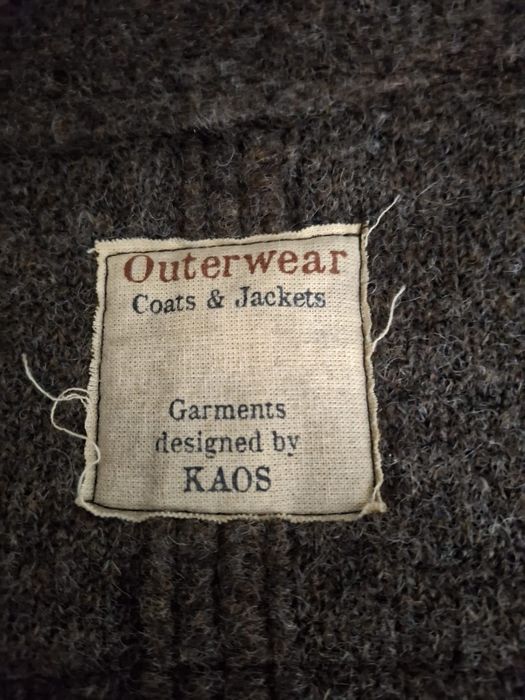 Outerwear
Coats & Jackets
Garments
designed by
KAOS